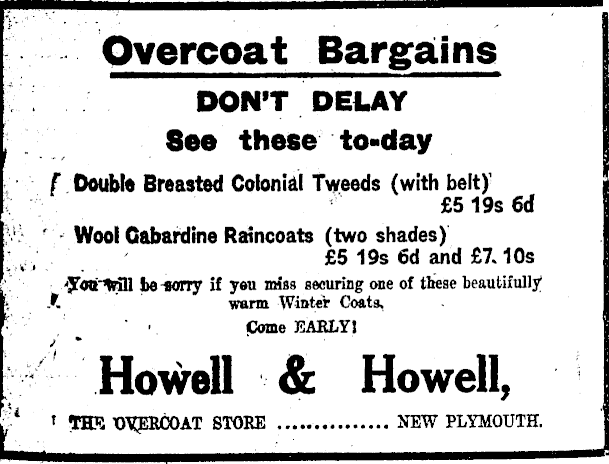 Overcoat Bargains
DON'T DELAY
See these to-day
Double Breasted Colonial Tweeds (with belt)
£5 19s 6d
Wool Gabardine Raincoats (two shades)
£5 19s 6d and £7. 10s
You will be sorry if you miss securing one of these beautifully
warm Winter Coats.
Come EARLY!
Howell & Howell,
THE OVERCOAT STORE ............... NEW PLYMOUTH.